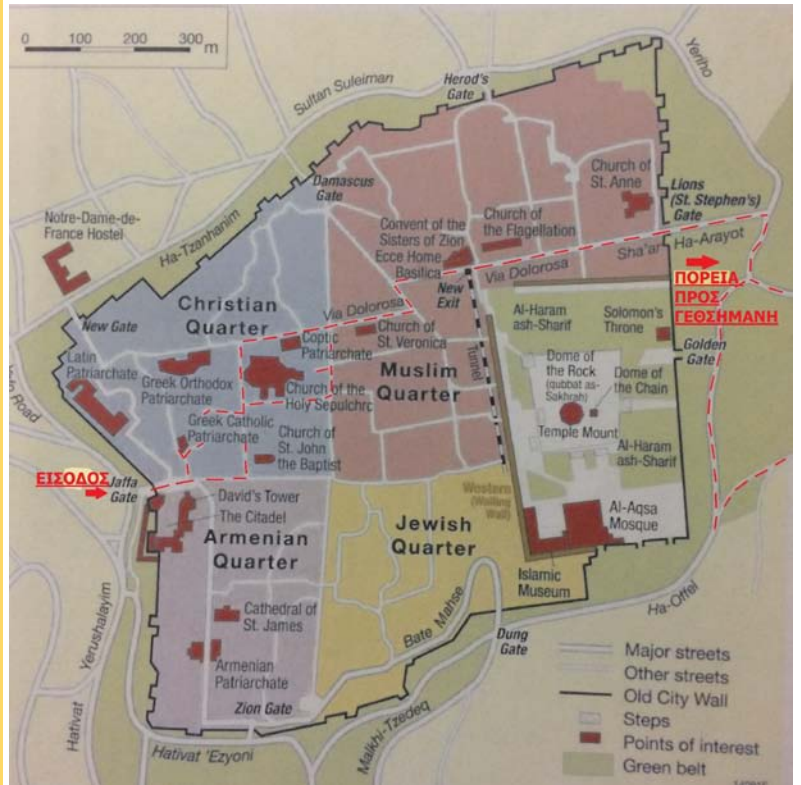 0 100 200 300 m
Sultan Suleiman
Herod's
Gate
Yeriho
Church of
St. Anne
Lions
(St. Stephen's)
Gate
Damascus
Gate
Notre-Dame-de-
France Hostel
Ha-Tzanhanim
Convent of the
Sisters of Zion
Ecce Home
Basilica
Church of
the Flagellation
Sha'ar
Ha-Arayot
Via Dolorosa
ΠΟΡΕΙΑ
ΠΡΟΣ
ΓΕΘΣΗΜΑΝΗ
New
Exit
Christian
Quarter
Via Dolorosa
New Gate
Coptic
Patriarchate
Church of
St. Veronica
Al-Haram
ash-Sharif
Solomon's
Throne
Golden
Gate
Latin
Patriarchate
Greek Orthodox
Patriarchate
Church of the
Holy Sepulchre
Muslim
Quarter
Tunnel
Dome of
the Rock
(qubbat as-
Sakhrah)
Dome of
the Chain
Temple Mount
Road
Greek Catholic
Patriarchate
Church of
St. John
the Baptist
Al-Haram
ash-Sharif
ΕΙΣΟΔΟΣ
Jaffa
Gate
David's Tower
The Citadel
Western
(Wailing
Wall)
Al-Aqsa
Mosque
Armenian
Quarter
Jewish
Quarter
Islamic
Museum
Yerushalayim
Hativat
Cathedral of
St. James
Bate Mahse
Ha-Offel
Dung
Gate
Armenian
Patriarchate
Zion Gate
Hativat 'Ezyoni
Malkhi-Tzedeq
Major streets
Other streets
Old City Wall
Steps
Points of interest
Green belt